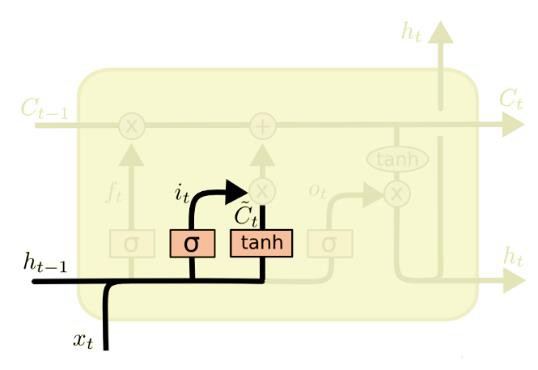 h_t
C_{t-1}
C_t
x
+
tanh
f_t
i_t
x
o_t
x
C̃_t
σ
σ
tanh
σ
h_{t-1}
h_t
x_t